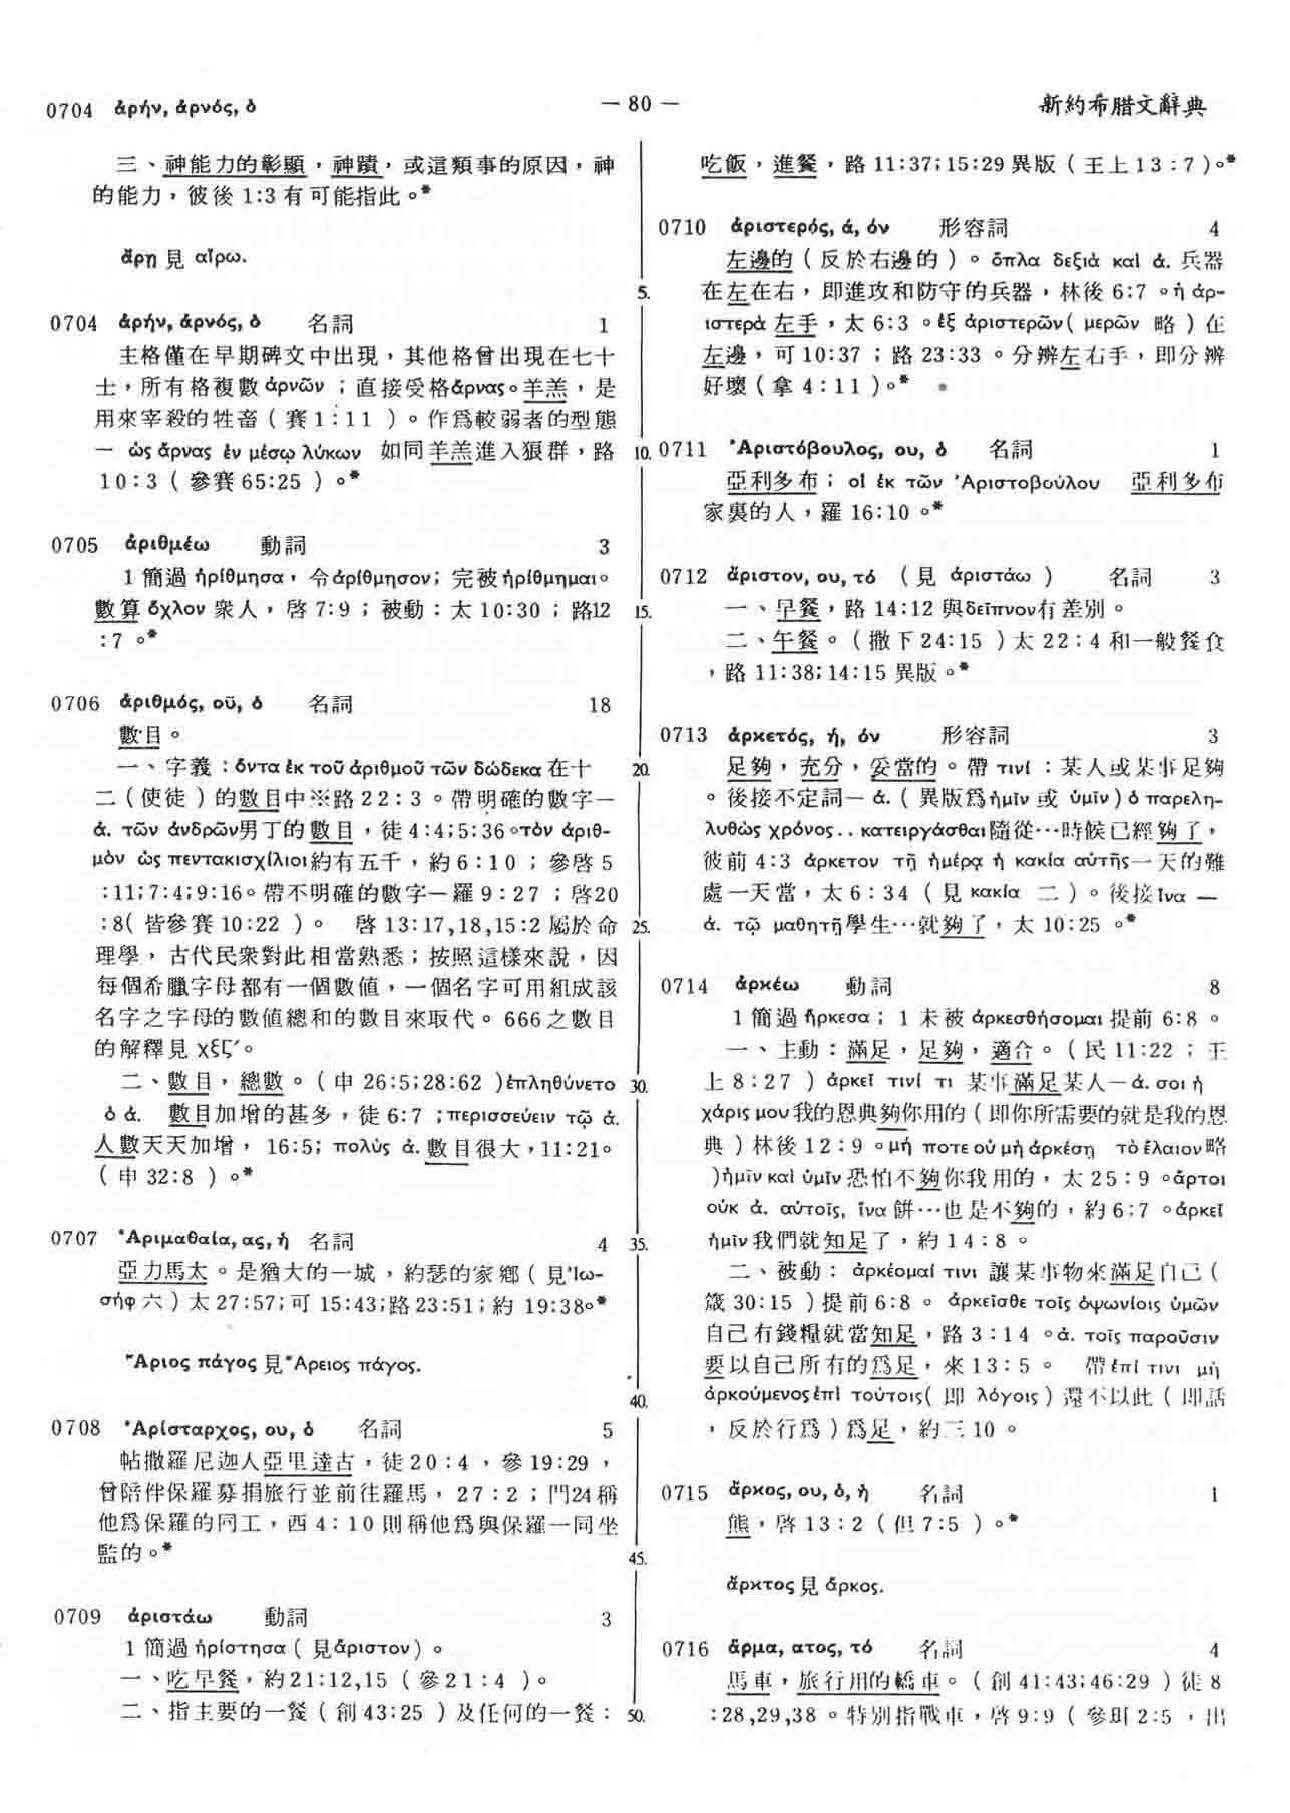 0704 ἀρήν, ἀρνός, ὁ
— 80 —
新約希腊文辭典
三、神能力的彰顯，神蹟，或這類事的原因，神
的能力，彼後 1:3 有可能指此。*
ἄρῃ 見 αἴρω.
0704 ἀρήν, ἀρνός, ὁ 名詞 1
主格僅在早期碑文中出現，其他格曾出現在七十
士，所有格複數 ἀρνῶν ；直接受格ἄρνας。羊羔，是
用來宰殺的牲畜（賽 1:11 ）。作爲較弱者的型態
— ὡς ἄρνας ἐν μέσῳ λύκων 如同羊羔進入狼群，路
10:3 （參賽 65:25 ）。*
0705 ἀριθμέω 動詞 3
1 簡過 ἠρίθμησα，令ἀρίθμησον; 完被ἠρίθμημαι。
數算 ὄχλον 衆人，啓 7:9 ；被動：太 10:30 ；路12
:7 。*
0706 ἀριθμός, οῦ, ὁ 名詞 18
數目。
一、字義：ὄντα ἐκ τοῦ ἀριθμοῦ τῶν δώδεκα 在十
二（使徒）的數目中※路 22:3 。帶明確的數字—
ἀ. τῶν ἀνδρῶν男丁的數目，徒 4:4;5:36。τὸν ἀριθ-
μὸν ὡς πεντακισχίλιοι約有五千，約 6:10 ；參啓 5
:11;7:4;9:16。帶不明確的數字—羅 9:27 ；啓20
:8（皆參賽 10:22 ）。 啓 13:17,18,15:2 屬於命
理學，古代民衆對此相當熟悉；按照這樣來說，因
每個希臘字母都有一個數値，一個名字可用組成該
名字之字母的數値總和的數目來取代。666 之數目
的解釋見 χξϛ′。
二、數目，總數。（申 26:5;28:62 ）ἐπληθύνετο
ὁ ἀ. 數目加增的甚多，徒 6:7 ；περισσεύειν τῷ ἀ.
人數天天加增， 16:5; πολὺς ἀ. 數目很大，11:21。
（申 32:8 ）。*
0707 Ἁριμαθαία, ας, ἡ 名詞 4
亞力馬太。是猶大的一城，約瑟的家鄕（見Ἰω-
σήφ 六）太 27:57;可 15:43;路 23:51；約 19:38。*
Ἄριος πάγος 見 Ἄρειος πάγος.
0708 Ἀρίσταρχος, ου, ὁ 名詞 5
帖撒羅尼迦人亞里達古，徒 20:4 ，參 19:29 ，
曾陪伴保羅募捐旅行並前往羅馬， 27:2 ；門24 稱
他爲保羅的同工，西 4:10 則稱他爲與保羅一同坐
監的。*
0709 ἀριστάω 動詞 3
1 簡過 ἠρίστησα（見ἄριστον）。
一、吃早餐，約21:12,15 （參21:4 ）。
二、指主要的一餐（創 43:25 ）及任何的一餐：
5.
10.
15.
20.
25.
30.
35.
40.
45.
50.
吃飯，進餐，路 11:37;15:29 異版（王上 13:7)。*
0710 ἀριστερός, ά, όν 形容詞 4
左邊的（反於右邊的）。ὅπλα δεξιὰ καὶ ἀ. 兵器
在左在右，即進攻和防守的兵器，林後 6:7 。ἡ ἀρ-
ιστερὰ 左手，太 6:3 。ἐξ ἀριστερῶν（μερῶν 略）在
左邊，可 10:37 ；路 23:33 。分辨左右手，即分辨
好壞（拿 4:11 ）。*
0711 Ἀριστόβουλος, ου, ὁ 名詞 1
亞利多布；οἱ ἐκ τῶν Ἀριστοβούλου 亞利多布
家裏的人，羅 16:10 。*
0712 ἄριστον, ου, τό （見 ἀριστάω） 名詞 3
一、早餐，路 14:12 與δεῖπνον有差別。
二、午餐。（撒下 24:15 ）太 22:4 和一般餐食
，路 11:38;14:15 異版。*
0713 ἀρκετός, ή, όν 形容詞 3
足夠，充分，妥當的。帶 τινί：某人或某事足夠
。後接不定詞— ἀ.（異版爲ἡμῖν 或 ὑμῖν）ὁ παρελη-
λυθὼς χρόνος.. κατειργάσθαι隨從…時候已經夠了，
彼前 4:3 ἀρκετον τῇ ἡμέρᾳ ἡ κακία αὐτῆς一天的難
處一天當，太 6:34 （見 κακία 二）。後接 ἵνα —
ἀ. τῷ μαθητῇ學生…就夠了，太 10:25 。*
0714 ἀρκέω 動詞 8
1 簡過 ἤρκεσα；1 未被 ἀρκεσθήσομαι 提前 6:8 。
一、主動：滿足，足夠，適合。（民 11:22 ；王
上 8:27 ）ἀρκεῖ τινί τι 某事滿足某人—ἀ. σοι ἡ
χάρις μου我的恩典夠你用的（即你所需要的就是我的恩
典）林後 12:9 。μή ποτε οὐ μὴ ἀρκέσῃ τὸ ἔλαιον略
)ἡμῖν καὶ ὑμῖν 恐怕不夠你我用的，太 25:9 。ἄρτοι
οὐκ ἀ. αὐτοῖς, ἵνα 餅…也是不夠的，約 6:7 。ἀρκεῖ
ἡμῖν我們就知足了，約 14:8 。
二、被動：ἀρκέομαί τινι 讓某事物來滿足自己（
箴 30:15 ）提前 6:8 。ἀρκεῖσθε τοῖς ὀψωνίοις ὑμῶν
自己有錢糧就當知足，路 3:14 。ἀ. τοῖς παροῦσιν
要以自己所有的爲足，來 13:5 。 帶 ἐπί τινι μὴ
ἀρκούμενος ἐπὶ τούτοις（即 λόγοις）還不以此（即話
，反於行爲）爲足，約三 10 。
0715 ἄρκος, ου, ὁ, ἡ 名詞 1
熊，啓 13:2 （但 7:5 ）。*
ἄρκτος 見 ἄρκος.
0716 ἅρμα, ατος, τό 名詞 4
馬車，旅行用的轎車。（創 41:43;46:29 ）徒 8
:28,29,38 。特別指戰車，啓 9:9 （參珥 2:5 ，出